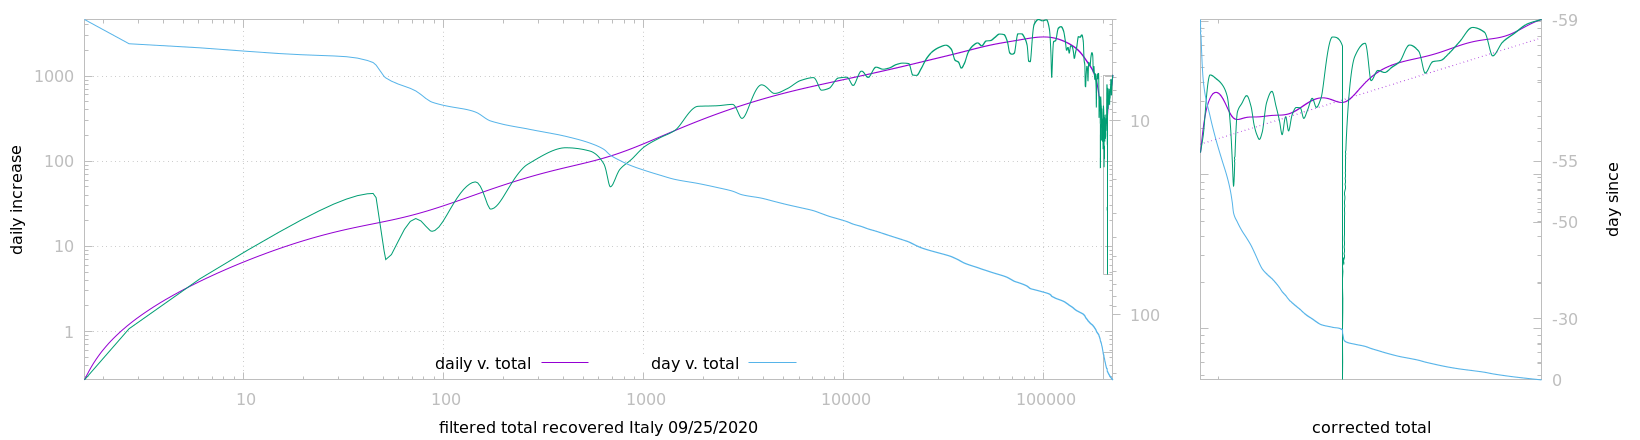 daily increase
1000
100
10
1
10
100
1000
10000
100000
10
100
daily v. total
day v. total
filtered total recovered Italy 09/25/2020
-59
-55
-50
-30
0
day since
corrected total